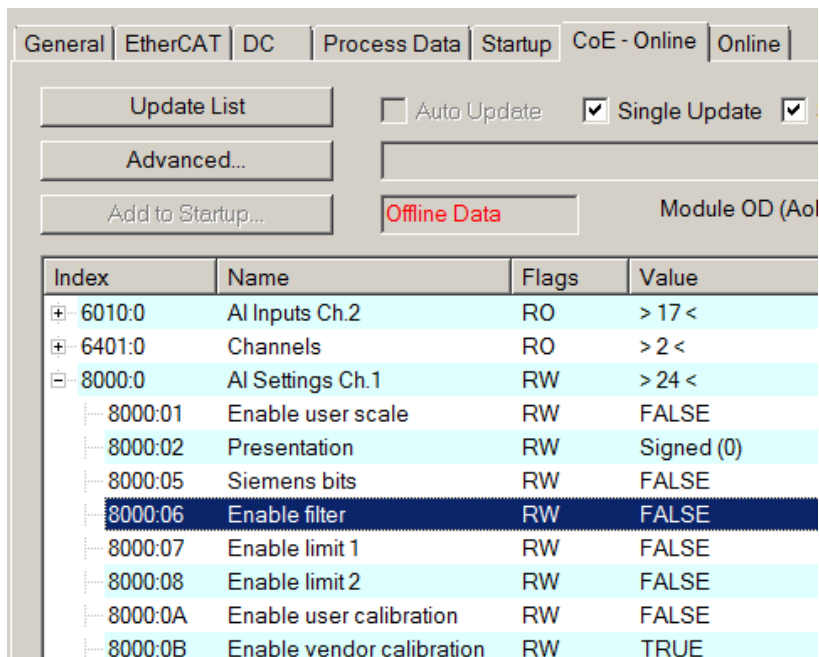 General EtherCAT DC Process Data Startup CoE - Online Online
Update List Auto Update Single Update
Advanced...
Add to Startup... Offline Data Module OD
Index Name Flags Value
6010:0 AI Inputs Ch.2 RO > 17 <
6401:0 Channels RO > 2 <
8000:0 AI Settings Ch.1 RW > 24 <
8000:01 Enable user scale RW FALSE
8000:02 Presentation RW Signed (0)
8000:05 Siemens bits RW FALSE
8000:06 Enable filter RW FALSE
8000:07 Enable limit 1 RW FALSE
8000:08 Enable limit 2 RW FALSE
8000:0A Enable user calibration RW FALSE
8000:0B Enable vendor calibration RW TRUE